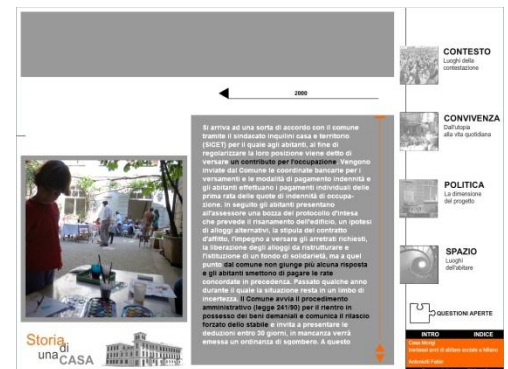 2000
Si arriva ad una sorta di accordo con il comune
tramite il sindacato inquilini casa e territorio
(SICET) per il quale agli abitanti, al fine di
regolarizzare la loro posizione viene detto di
versare un contributo per l'occupazione. Vengono
inviate dal Comune le coordinate bancarie per i
versamenti e le modalità di pagamento indennità e
gli abitanti effettuano i pagamenti individuali delle
prima rata delle quote di indennità di occupa-
zione. In seguito gli abitanti presentano
all'assessore una bozza del protocollo d'intesa
che prevede il risanamento dell'edificio, un ipotesi
di alloggi alternativi, la stipula del contratto
d'affitto, l'impegno a versare gli arretrati richiesti,
la liberazione degli alloggi da ristrutturare e
l'istituzione di un fondo di solidarietà, ma a quel
punto dal comune non giunge più alcuna risposta
e gli abitanti smettono di pagare le rate
concordate in precedenza. Passato qualche anno
durante il quale la situazione resta in un limbo di
incertezza. Il Comune avvia il procedimento
amministrativo (legge 241/90) per il rientro in
possesso dei beni demaniali e comunica il rilascio
forzato dello stabile e invita a presentare le
deduzioni entro 30 giorni, in mancanza verrà
emessa un ordinanza di sgombero. A questo
Storia di
una CASA
CONTESTO
Luoghi della
contestazione
CONVIVENZA
Dall'utopia
alla vita quotidiana
POLITICA
La dimensione
del progetto
SPAZIO
Luoghi
dell'abitare
QUESTIONI APERTE
INTRO INDICE
Casa Morigi
trentasei anni di abitare sociale a Milano
Antonelli Fabio